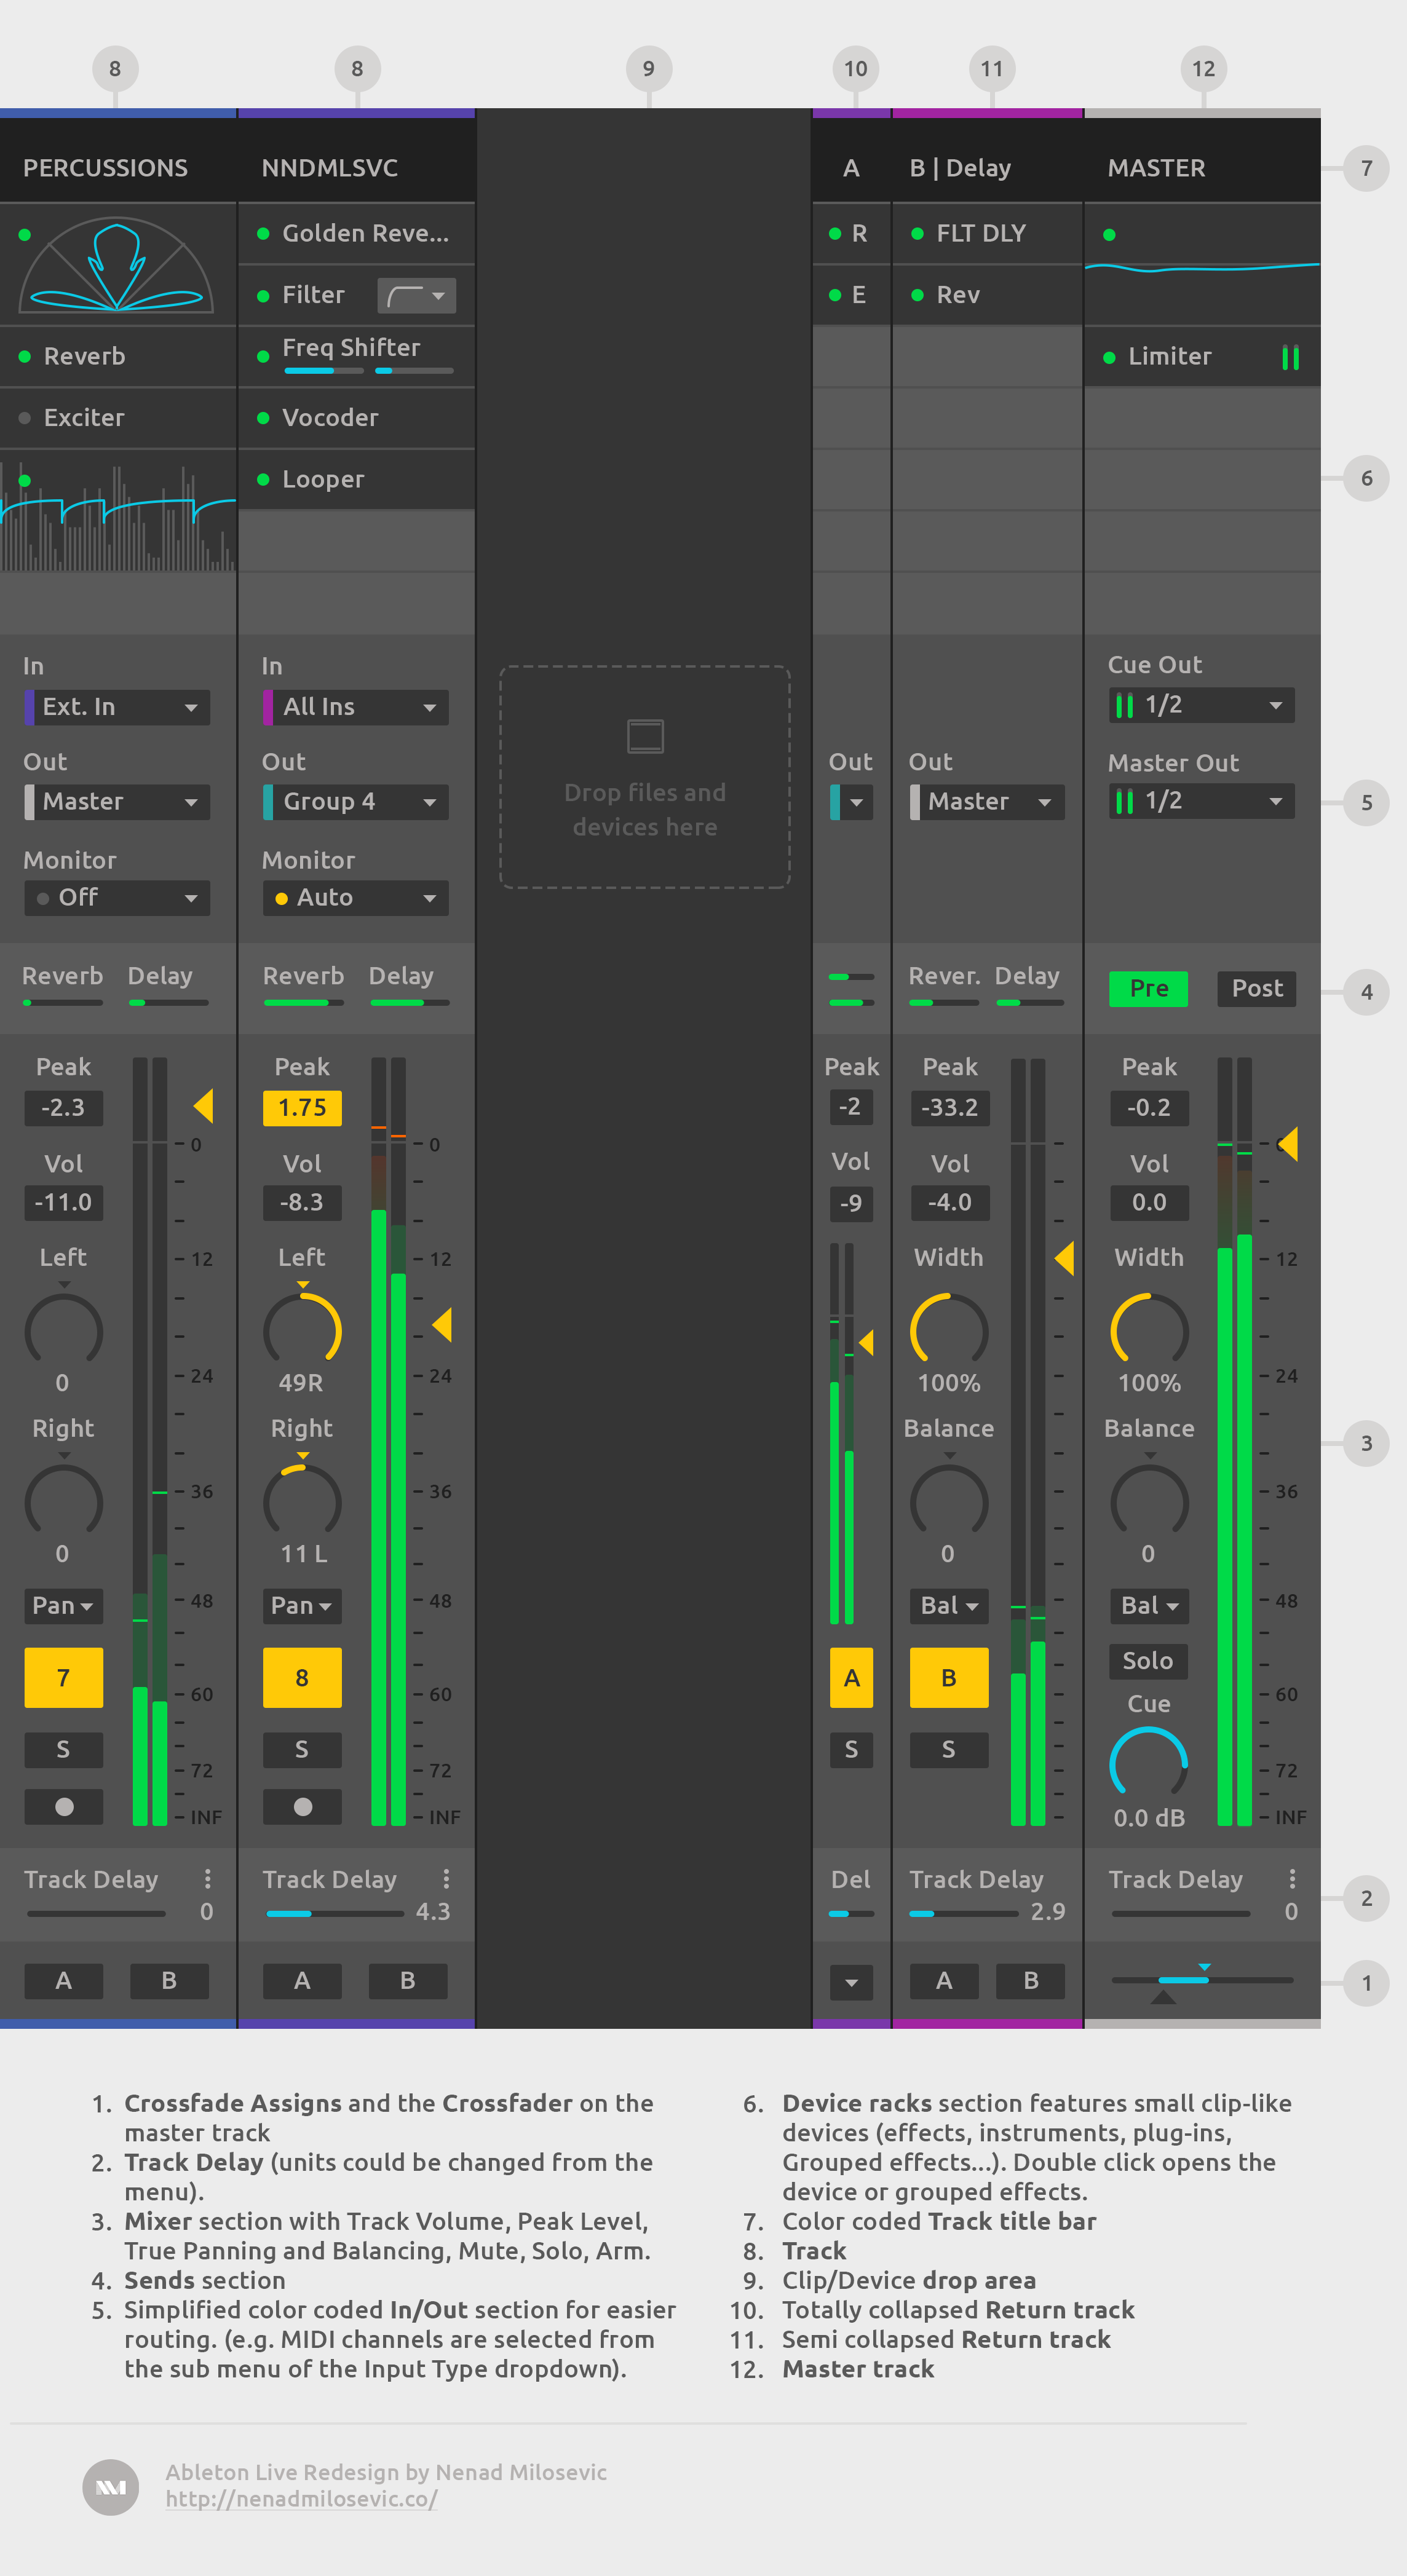 8 8 9 10 11 12
PERCUSSIONS NNDMLSVC A B | Delay MASTER 7
Golden Reve... R FLT DLY
Filter E Rev
Reverb Freq Shifter Limiter
Exciter Vocoder
Looper 6
In In Cue Out
Ext. In All Ins 1/2
Out Out Out Out Master Out
Master Group 4 Master 1/2 5
Drop files and
devices here
Monitor Monitor
Off Auto
Reverb Delay Reverb Delay Rever. Delay Pre Post 4
Peak Peak Peak Peak Peak
-2.3 1.75 -2 -33.2 -0.2
0 0 0
Vol Vol Vol Vol Vol
-11.0 -8.3 -9 -4.0 0.0
Left 12 Left 12 Width Width 12
0 24 49R 24 100% 100% 24
Right Right Balance Balance 3
36 36 36
0 11 L 0 0
Pan 48 Pan 48 Bal Bal 48
Solo
7 60 8 60 A B 60
Cue
S S S S
72 72 72
INF INF 0.0 dB INF
Track Delay Track Delay Del Track Delay Track Delay 2
0 4.3 2.9 0
A B A B A B 1
1. Crossfade Assigns and the Crossfader on the
master track
2. Track Delay (units could be changed from the
menu).
3. Mixer section with Track Volume, Peak Level,
True Panning and Balancing, Mute, Solo, Arm.
4. Sends section
5. Simplified color coded In/Out section for easier
routing. (e.g. MIDI channels are selected from
the sub menu of the Input Type dropdown).
6. Device racks section features small clip-like
devices (effects, instruments, plug-ins,
Grouped effects...). Double click opens the
device or grouped effects.
7. Color coded Track title bar
8. Track
9. Clip/Device drop area
10. Totally collapsed Return track
11. Semi collapsed Return track
12. Master track
Ableton Live Redesign by Nenad Milosevic
http://nenadmilosevic.co/